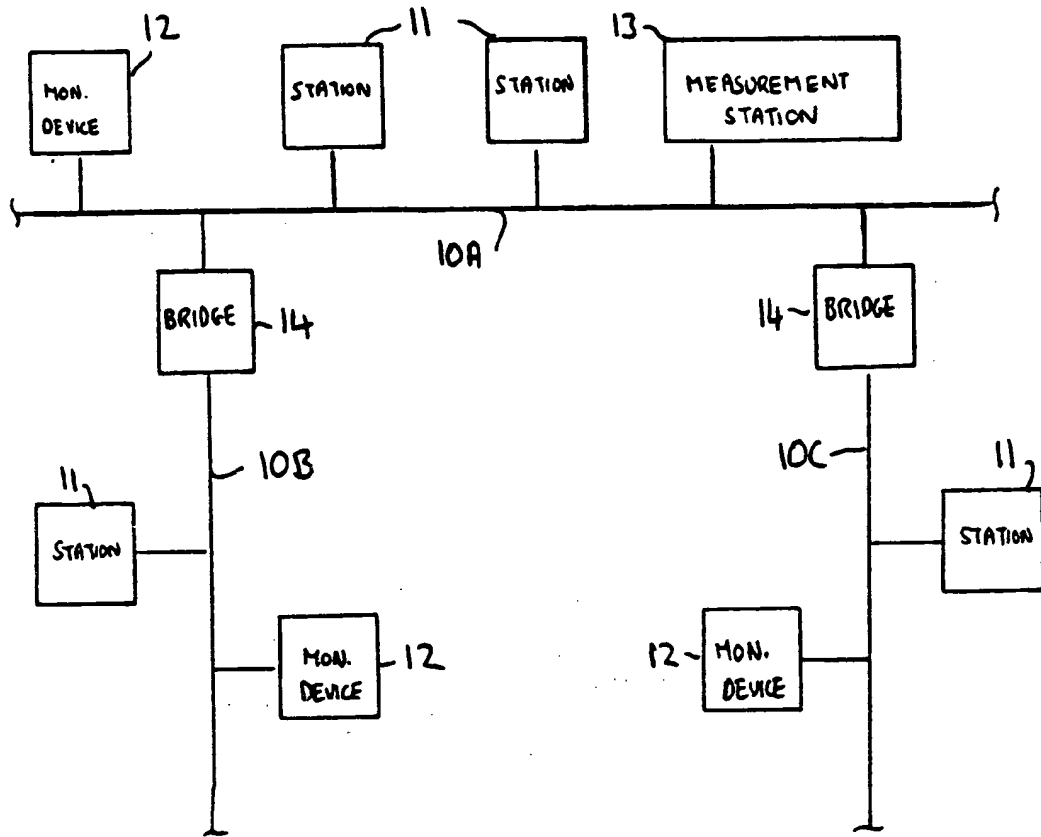 12
11
13
MON.
DEVICE
STATION
STATION
MEASUREMENT
STATION
10A
BRIDGE
14
14
BRIDGE
10B
10C
11
STATION
11
STATION
MON.
DEVICE
12
12
MON.
DEVICE